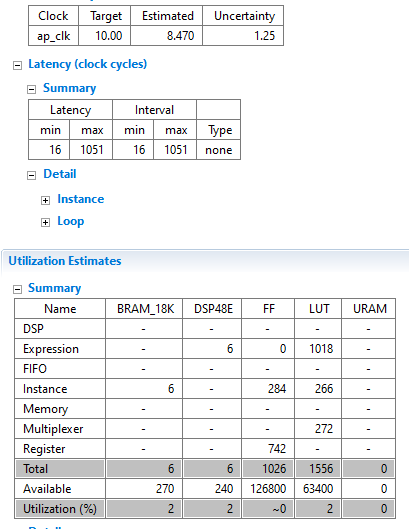 Clock Target Estimated Uncertainty
ap_clk 10.00 8.470 1.25
Latency (clock cycles)
Summary
Latency Interval
min max min max Type
16 1051 16 1051 none
Detail
Instance
Loop
Utilization Estimates
Summary
Name BRAM_18K DSP48E FF LUT URAM
DSP - - - - -
Expression - 6 0 1018 -
FIFO - - - - -
Instance 6 - 284 266 -
Memory - - - - -
Multiplexer - - - 272 -
Register - - 742 - -
Total 6 6 1026 1556 0
Available 270 240 126800 63400 0
Utilization (%) 2 2 ~0 2 0